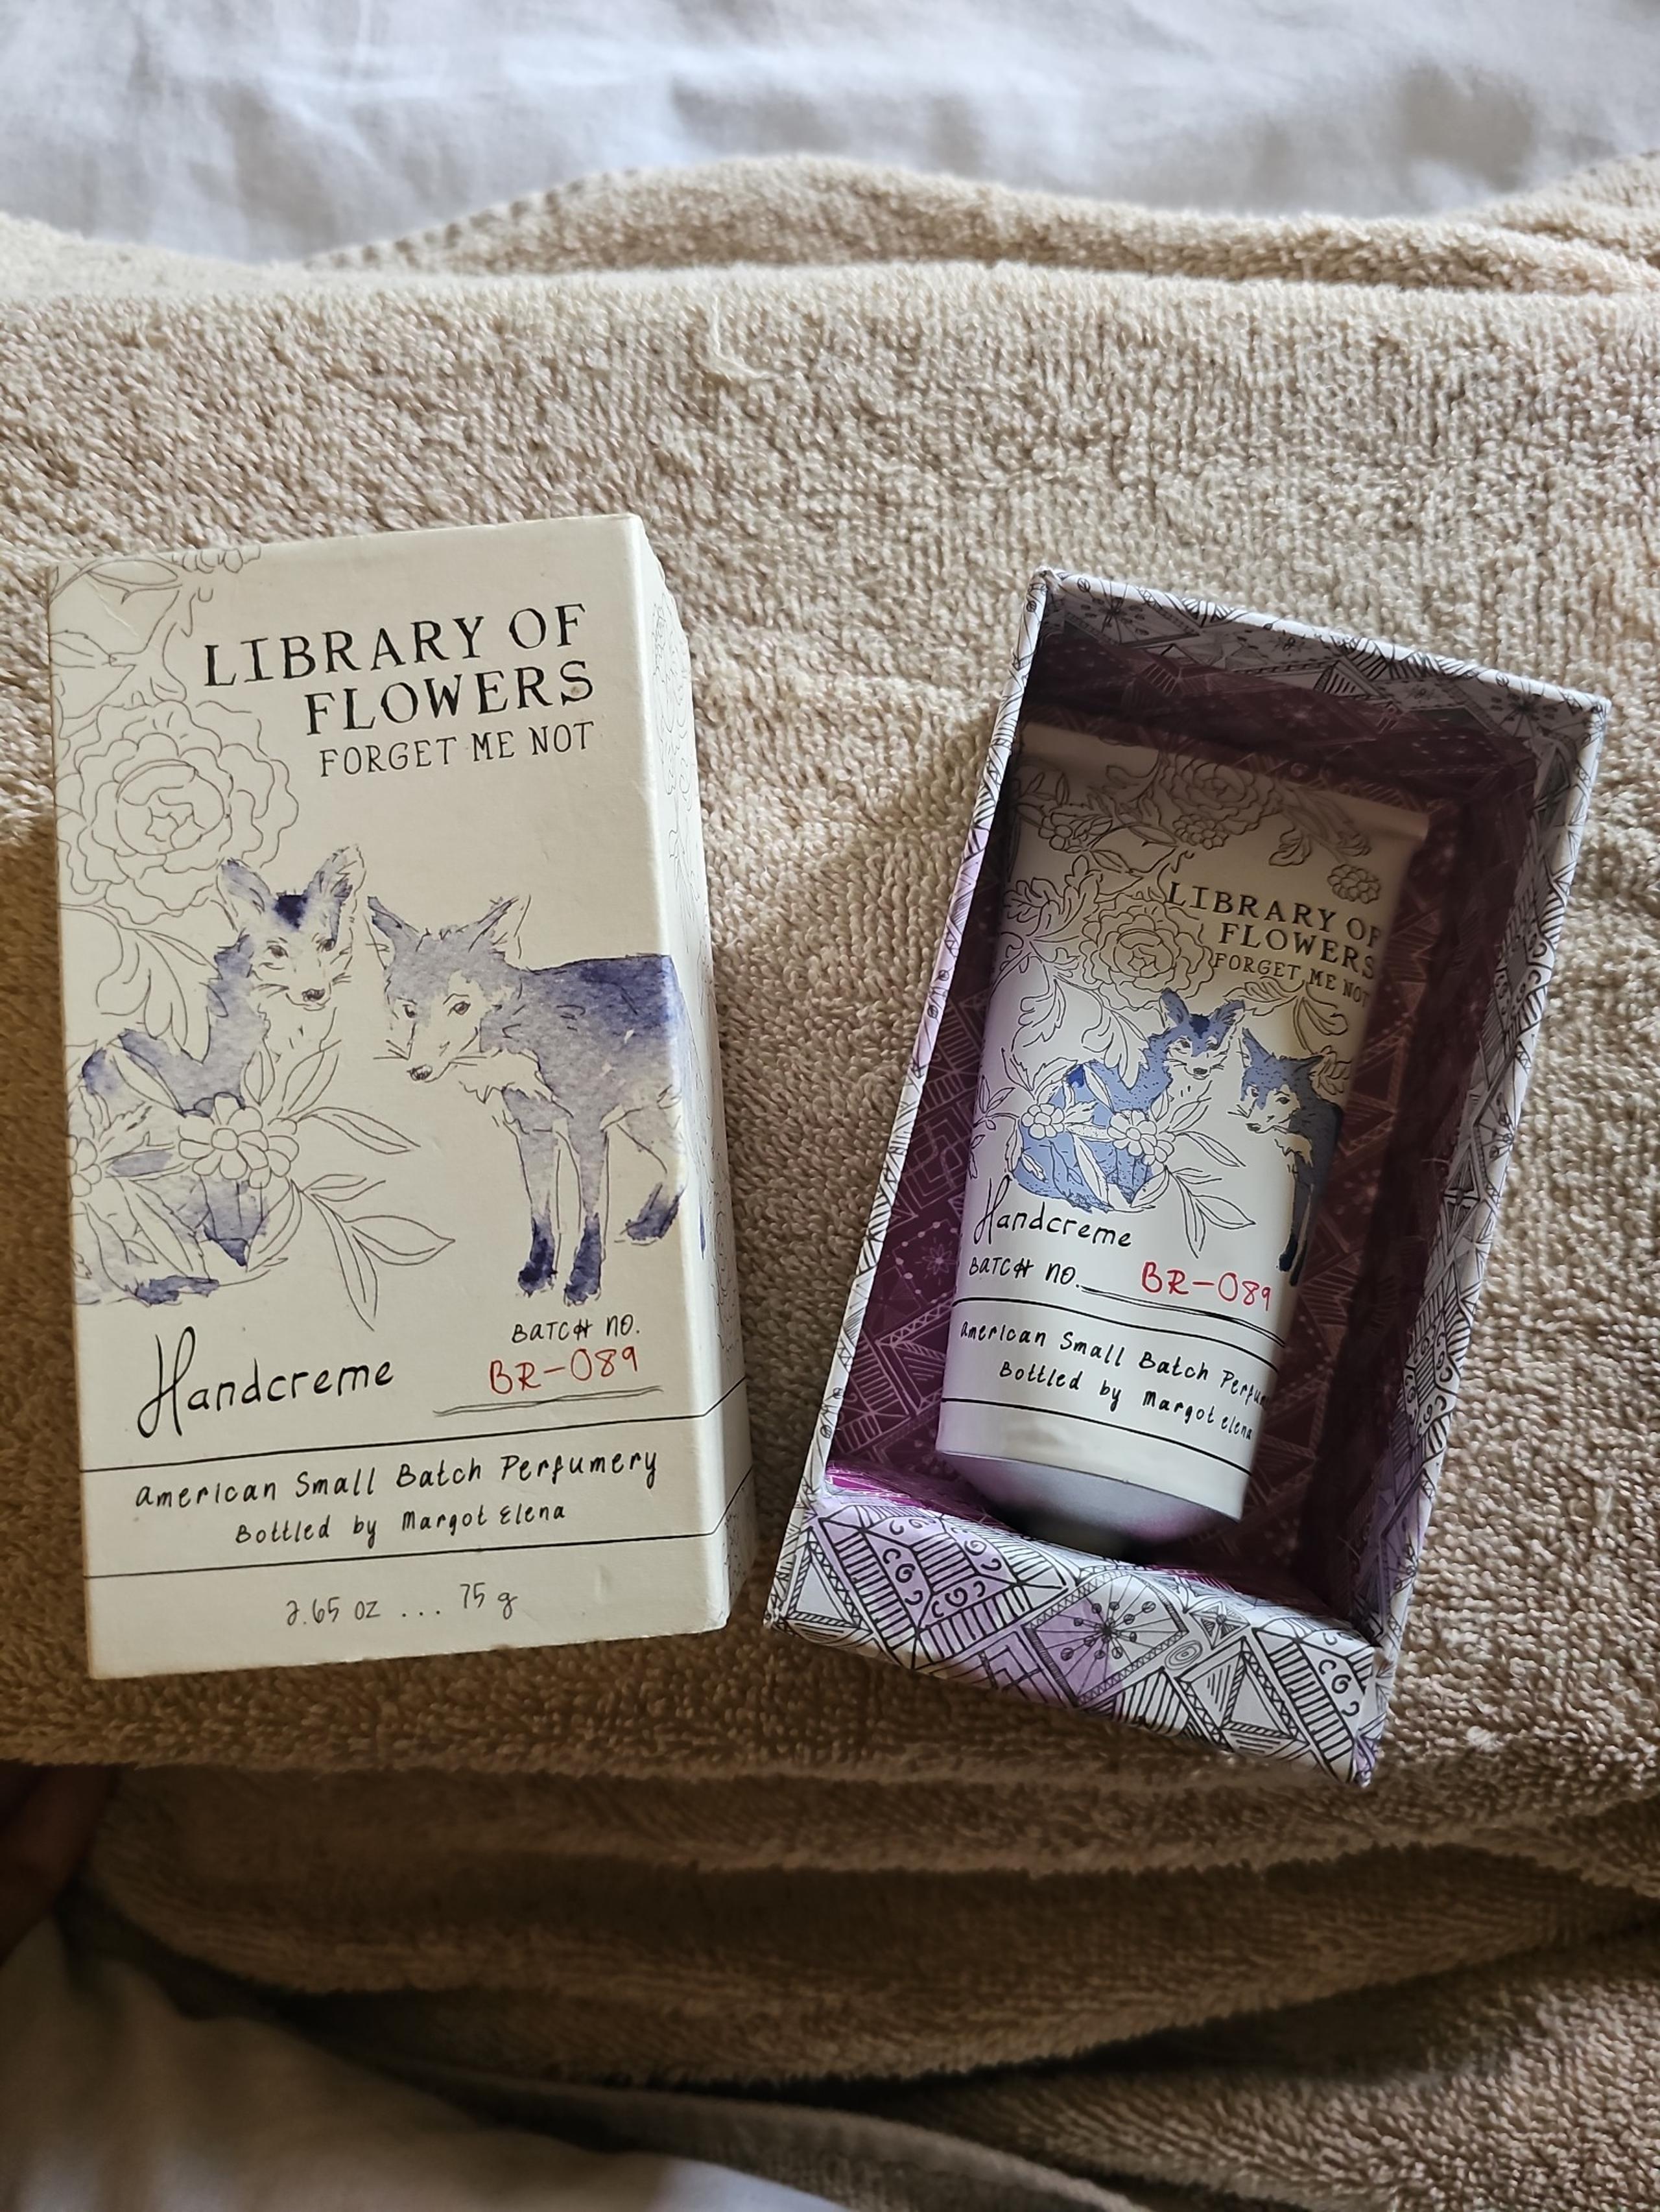 LIBRARY OF
FLOWERS
FORGET ME NOT
Handcreme
BATCH NO.
BR-089
American Small Batch Perfumery
Bottled by Margot Elena
2.65 oz ... 75 g
LIBRARY OF
FLOWERS
FORGET ME NOT
Handcreme
BATCH NO. BR-089
American Small Batch
Bottled by Margot Elena